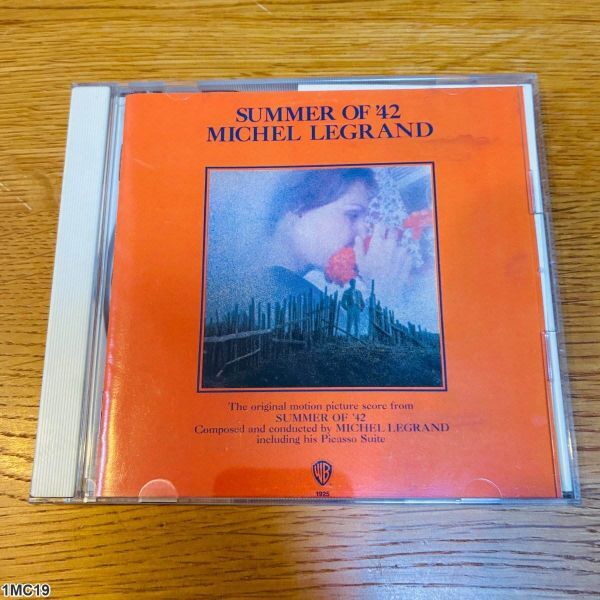 SUMMER OF '42
MICHEL LEGRAND
The original motion picture score from
SUMMER OF '42
Composed and conducted by MICHEL LEGRAND
including his Picasso Suite
WB
1925
1MC19